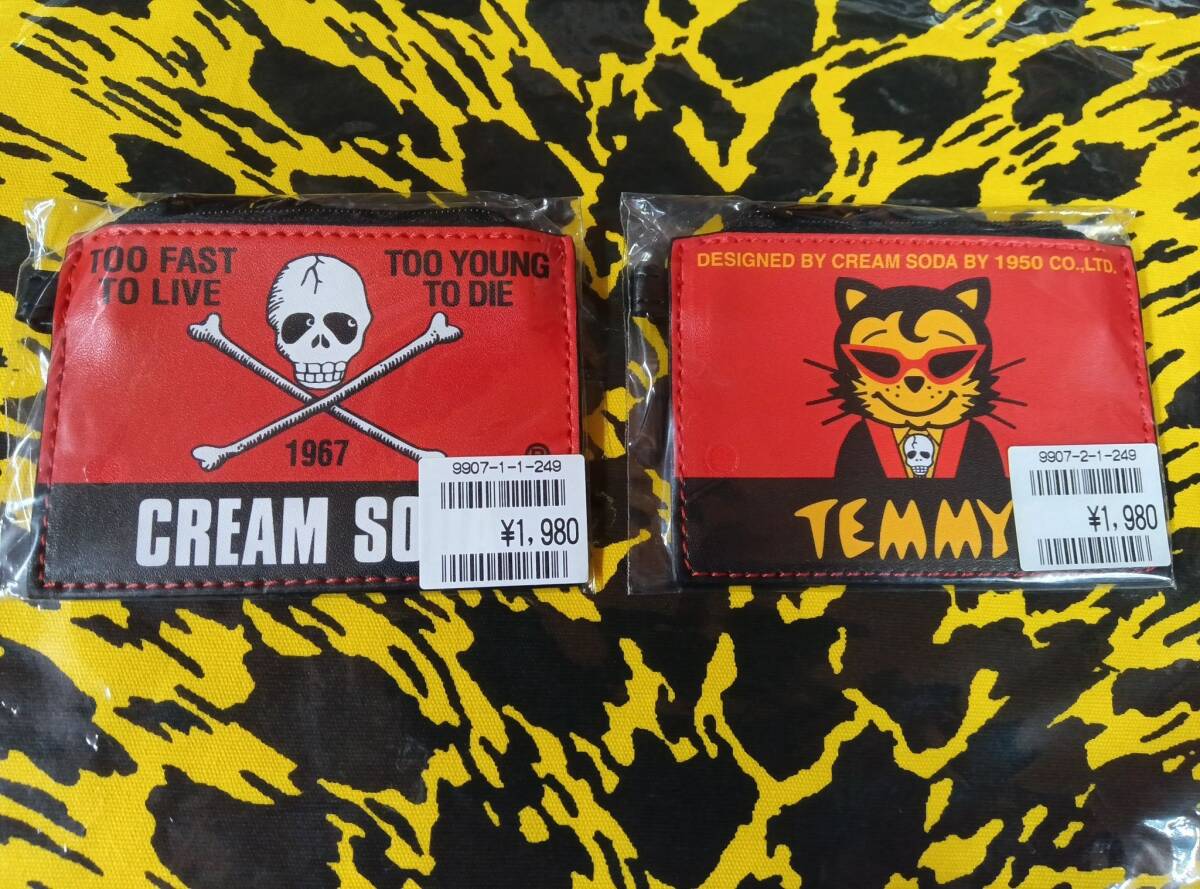 TOO FAST
TO LIVE
TOO YOUNG
TO DIE
1967
®
CREAM SO
9907-1-1-249
¥1,980
DESIGNED BY CREAM SODA BY 1950 CO.,LTD.
TEMMY
9907-2-1-249
¥1,980